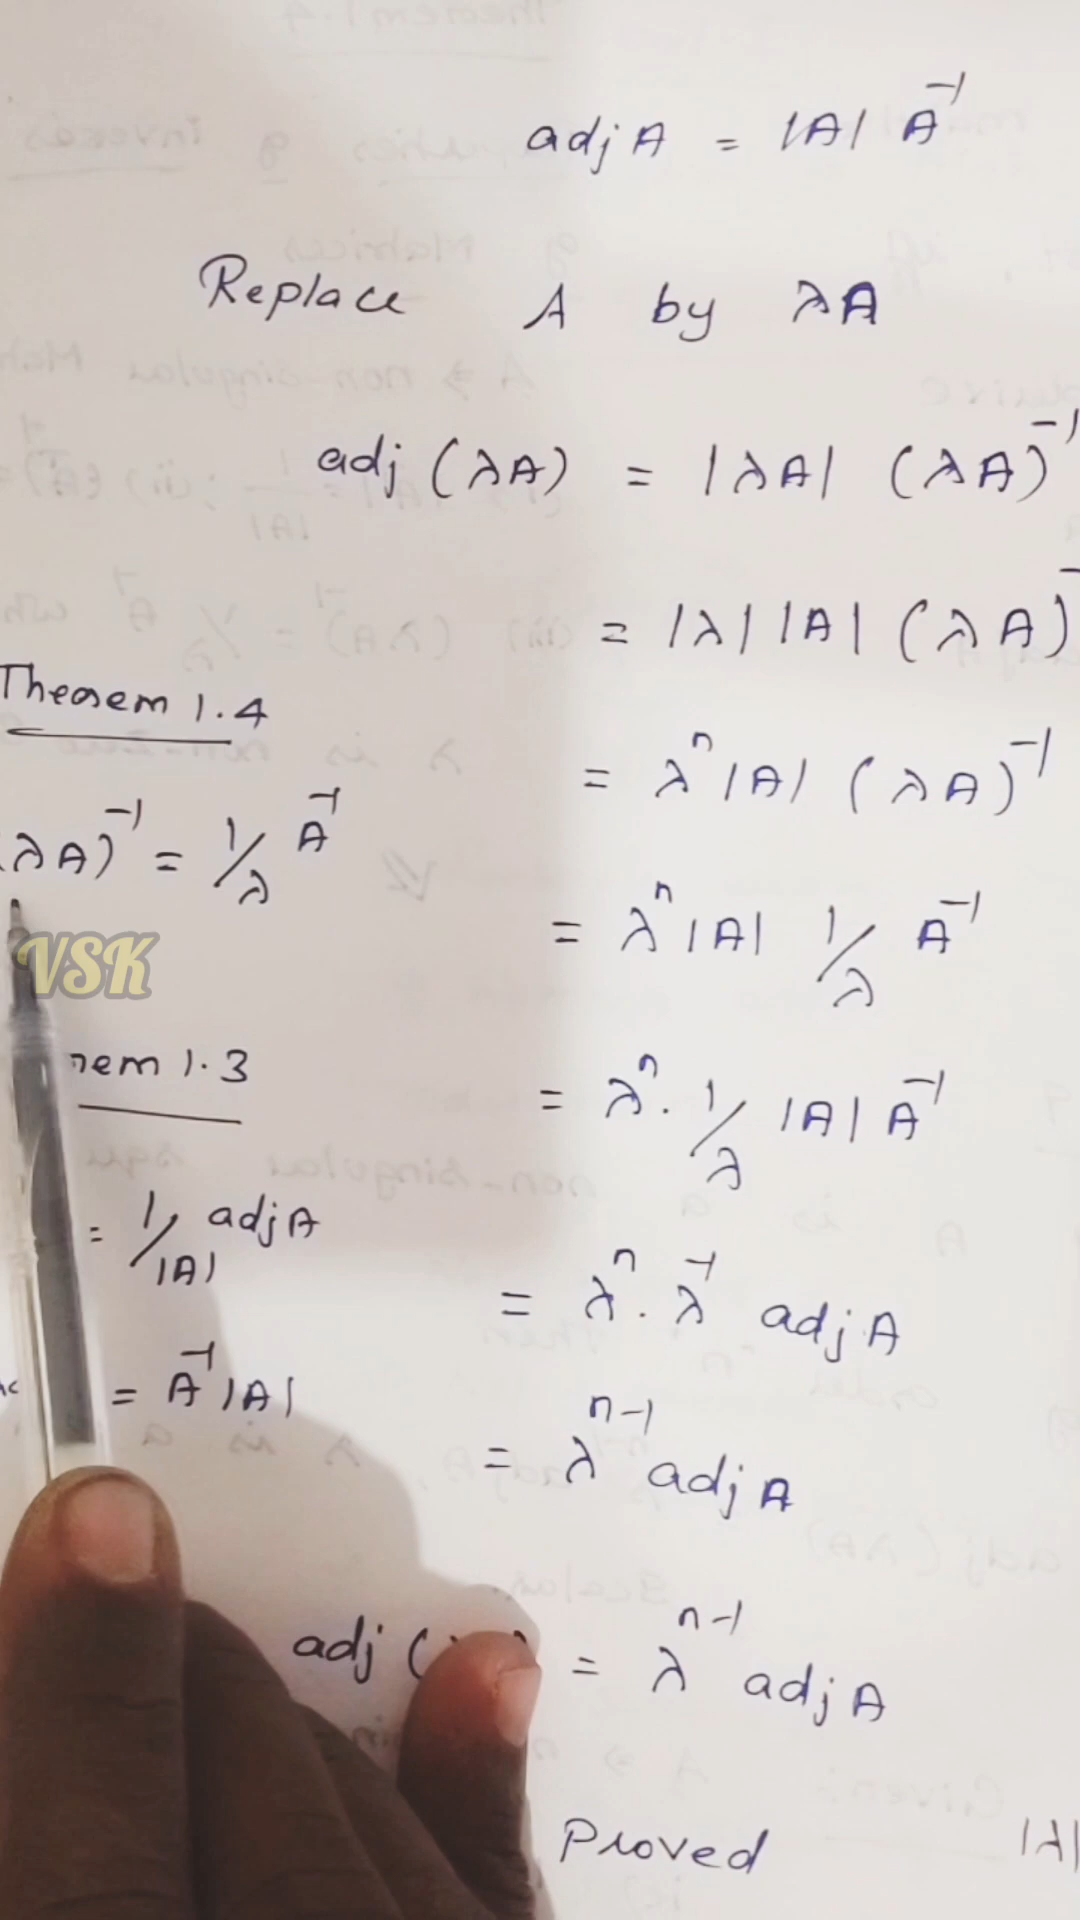 adj A = |A| A⁻¹
Replace A by λA
adj (λA) = |λA| (λA)⁻¹
= |λ| |A| (λA)⁻
= λⁿ |A| (λA)⁻¹
= λⁿ |A| 1/λ A⁻¹
= λⁿ . 1/λ |A| A⁻¹
= λⁿ . λ⁻¹ adj A
= λⁿ⁻¹ adj A
adj ( = λⁿ⁻¹ adj A
Proved
|λ|
Theorem 1.4
(λA)⁻¹ = 1/λ A⁻¹
VSK
rem 1.3
= 1/|A| adj A
= A⁻¹ |A|